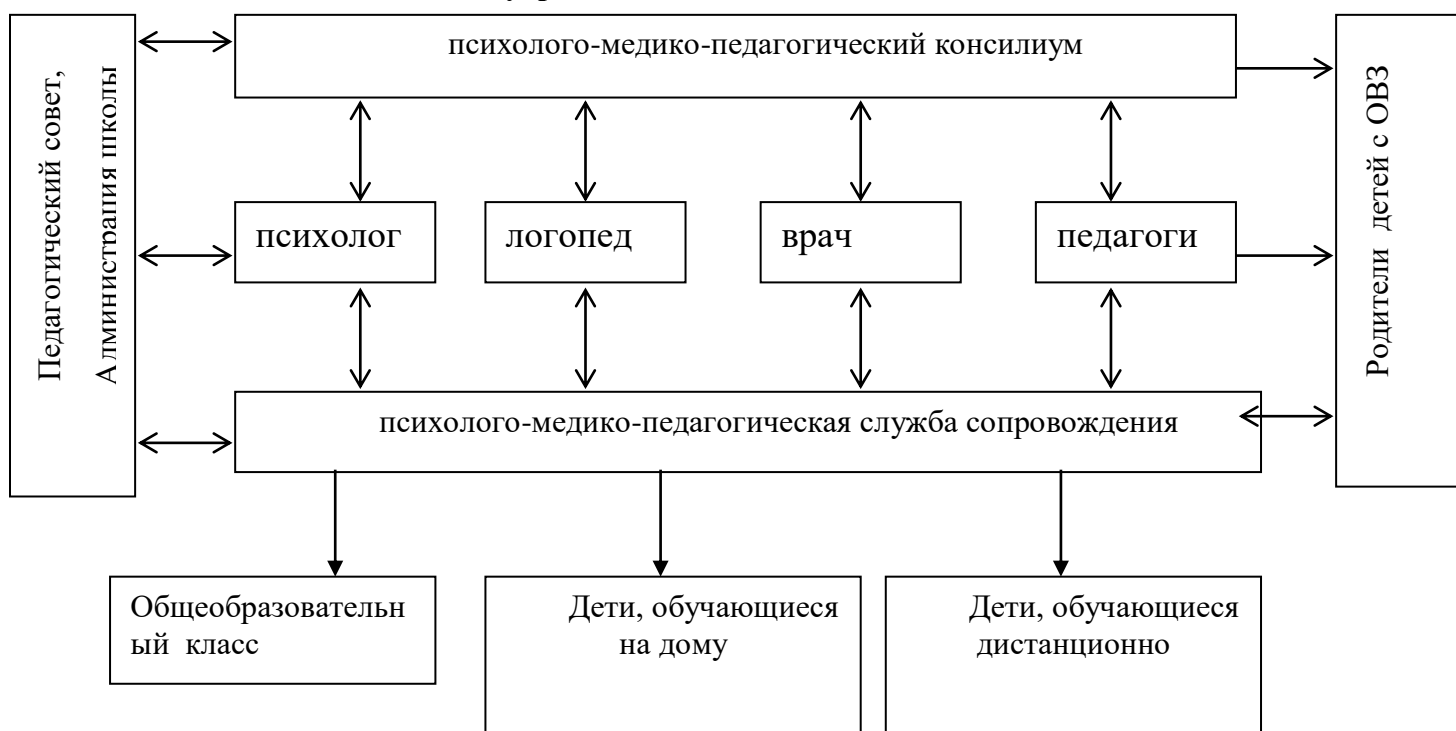 психолого-медико-педагогический консилиум
Педагогический совет,
Администрация школы
Родители детей с ОВЗ
психолог
логопед
врач
педагоги
психолого-медико-педагогическая служба сопровождения
Общеобразовательн
ый класс
Дети, обучающиеся
на дому
Дети, обучающиеся
дистанционно